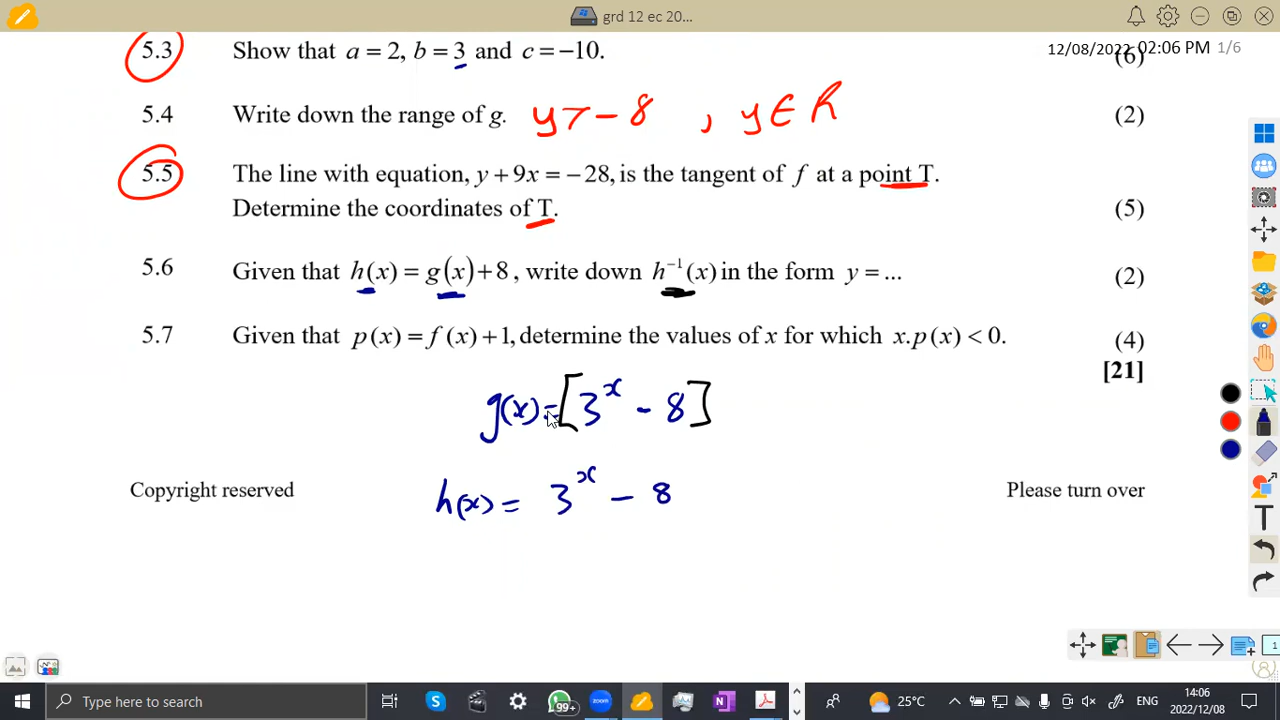 grd 12 ec 20...
12/08/2022 02:06 PM 1/6
5.3 Show that a = 2, b = 3 and c = −10. (6)
5.4 Write down the range of g. y > −8 , y ∈ R (2)
5.5 The line with equation, y + 9x = −28, is the tangent of f at a point T.
Determine the coordinates of T. (5)
5.6 Given that h(x) = g(x) + 8, write down h⁻¹(x) in the form y = ... (2)
5.7 Given that p(x) = f(x) + 1, determine the values of x for which x.p(x) < 0. (4)
[21]
g(x) = [3ˣ − 8]
h(x) = 3ˣ − 8
Copyright reserved Please turn over
T
1
Type here to search
99+
zoom
25°C
ENG
14:06
2022/12/08